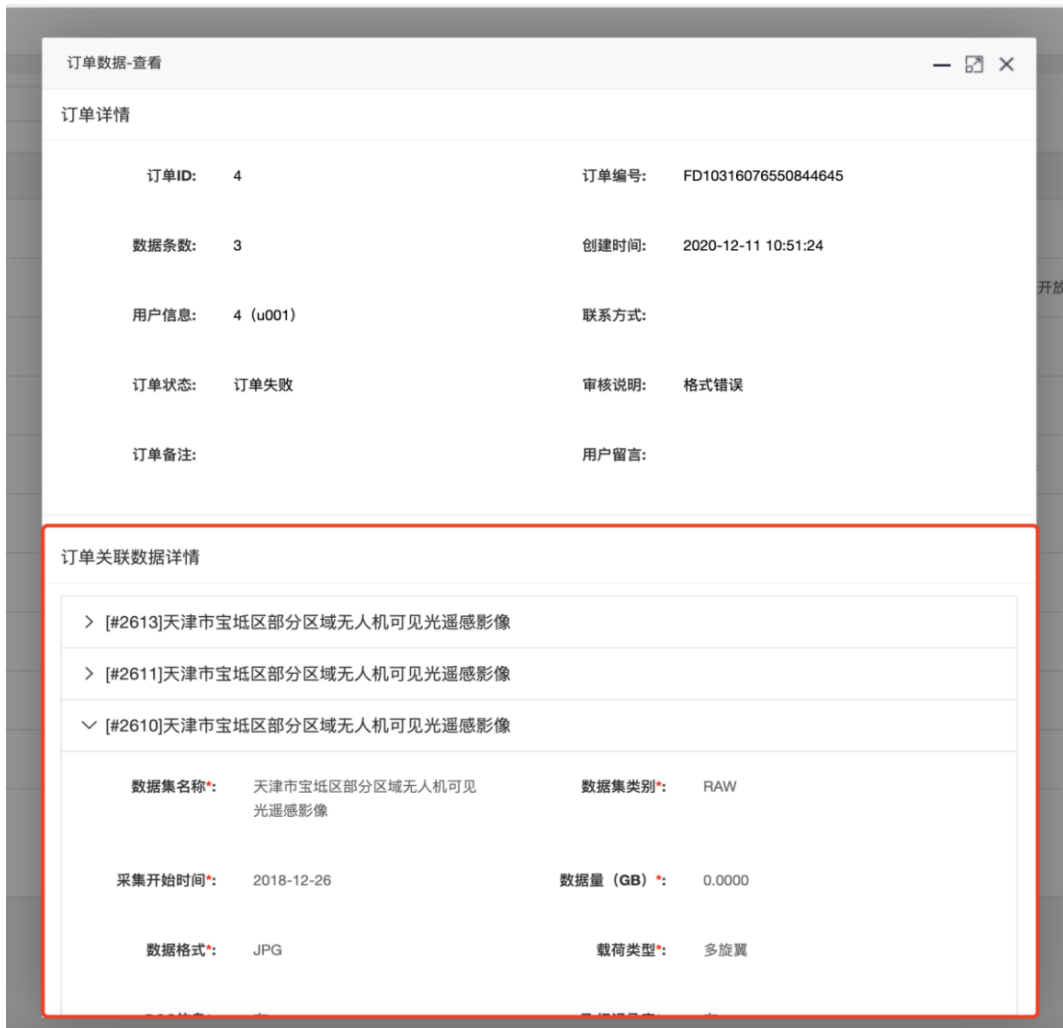 订单数据-查看
订单详情
订单ID: 4 订单编号: FD10316076550844645
数据条数: 3 创建时间: 2020-12-11 10:51:24
开放
用户信息: 4（u001） 联系方式:
订单状态: 订单失败 审核说明: 格式错误
订单备注: 用户留言:
订单关联数据详情
[#2613]天津市宝坻区部分区域无人机可见光遥感影像
[#2611]天津市宝坻区部分区域无人机可见光遥感影像
[#2610]天津市宝坻区部分区域无人机可见光遥感影像
数据集名称*: 天津市宝坻区部分区域无人机可见 数据集类别*: RAW
光遥感影像
采集开始时间*: 2018-12-26 数据量（GB）*: 0.0000
数据格式*: JPG 载荷类型*: 多旋翼